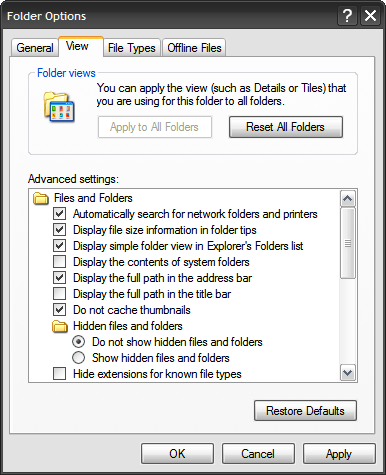 Folder Options
General
View
File Types
Offline Files
Folder views
You can apply the view (such as Details or Tiles) that
you are using for this folder to all folders.
Apply to All Folders
Reset All Folders
Advanced settings:
Files and Folders
Automatically search for network folders and printers
Display file size information in folder tips
Display simple folder view in Explorer's Folders list
Display the contents of system folders
Display the full path in the address bar
Display the full path in the title bar
Do not cache thumbnails
Hidden files and folders
Do not show hidden files and folders
Show hidden files and folders
Hide extensions for known file types
Restore Defaults
OK
Cancel
Apply